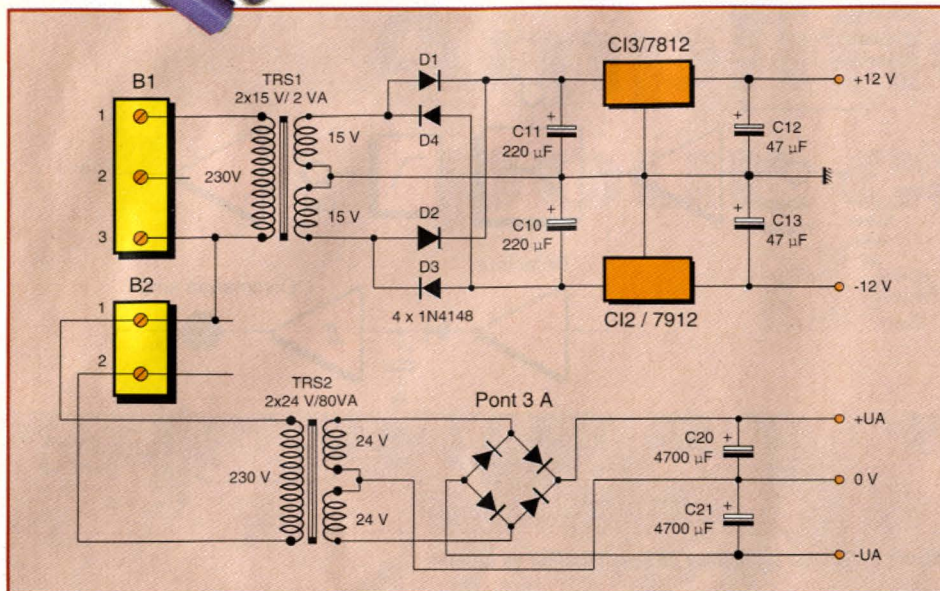 B1
1
2
3
TRS1
2x15 V/ 2 VA
230V
15 V
15 V
D1
D4
D2
D3
4 x 1N4148
C11
220 µF
C10
220 µF
CI3/7812
CI2 / 7912
C12
47 µF
C13
47 µF
+12 V
-12 V
B2
1
2
TRS2
2x24 V/80VA
230 V
24 V
24 V
Pont 3 A
C20
4700 µF
C21
4700 µF
+UA
0 V
-UA
+
+
+
+
+
+